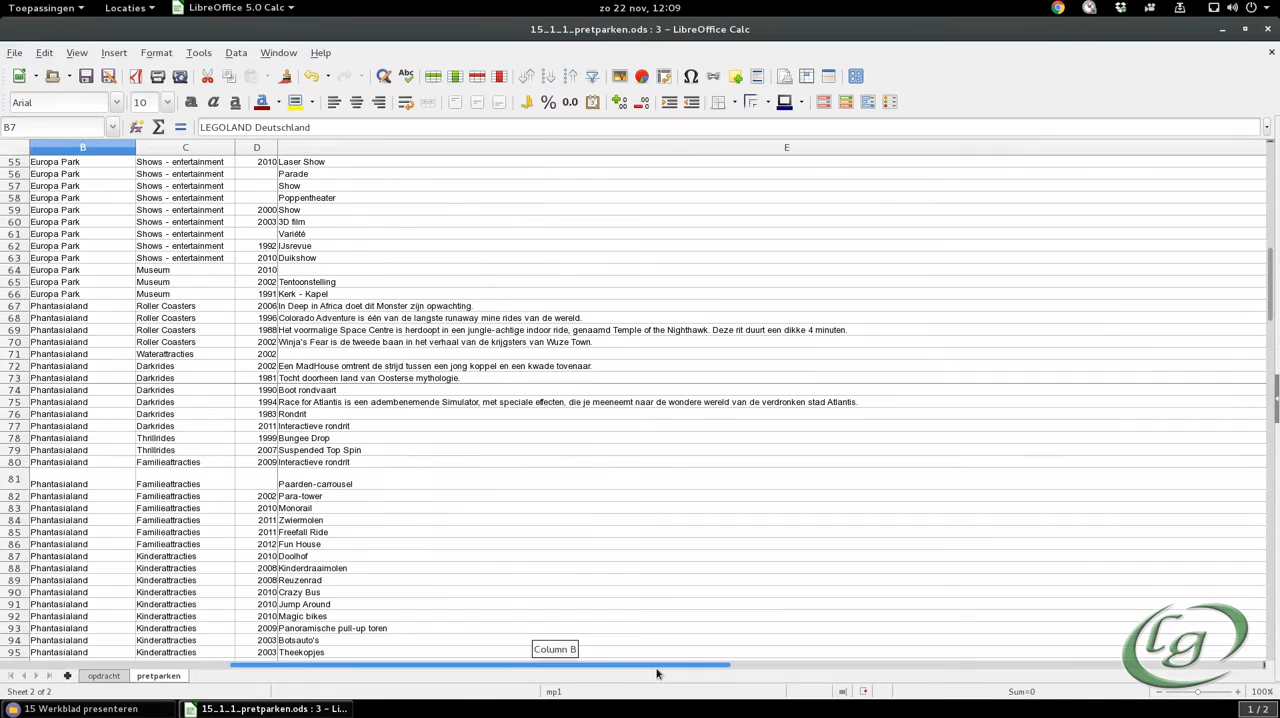 Toepassingen Locaties LibreOffice 5.0 Calc zo 22 nov, 12:09
15_1_1_pretparken.ods : 3 – LibreOffice Calc
File Edit View Insert Format Tools Data Window Help
Arial 10
B7 LEGOLAND Deutschland
B C D E
55 Europa Park Shows - entertainment 2010 Laser Show
56 Europa Park Shows - entertainment Parade
57 Europa Park Shows - entertainment Show
58 Europa Park Shows - entertainment Poppentheater
59 Europa Park Shows - entertainment 2000 Show
60 Europa Park Shows - entertainment 2003 3D film
61 Europa Park Shows - entertainment Variété
62 Europa Park Shows - entertainment 1992 IJsrevue
63 Europa Park Shows - entertainment 2010 Duikshow
64 Europa Park Museum 2010
65 Europa Park Museum 2002 Tentoonstelling
66 Europa Park Museum 1991 Kerk - Kapel
67 Phantasialand Roller Coasters 2006 In Deep in Africa doet dit Monster zijn opwachting.
68 Phantasialand Roller Coasters 1996 Colorado Adventure is één van de langste runaway mine rides van de wereld.
69 Phantasialand Roller Coasters 1988 Het voormalige Space Centre is herdoopt in een jungle-achtige indoor ride, genaamd Temple of the Nighthawk. Deze rit duurt een dikke 4 minuten.
70 Phantasialand Roller Coasters 2002 Winja's Fear is de tweede baan in het verhaal van de krijgsters van Wuze Town.
71 Phantasialand Waterattracties 2002
72 Phantasialand Darkrides 2002 Een MadHouse omtrent de strijd tussen een jong koppel en een kwade tovenaar.
73 Phantasialand Darkrides 1981 Tocht doorheen land van Oosterse mythologie.
74 Phantasialand Darkrides 1990 Boot rondvaart
75 Phantasialand Darkrides 1994 Race for Atlantis is een adembenemende Simulator, met speciale effecten, die je meeneemt naar de wondere wereld van de verdronken stad Atlantis.
76 Phantasialand Darkrides 1983 Rondrit
77 Phantasialand Darkrides 2011 Interactieve rondrit
78 Phantasialand Thrillrides 1999 Bungee Drop
79 Phantasialand Thrillrides 2007 Suspended Top Spin
80 Phantasialand Familieattracties 2009 Interactieve rondrit
81 Phantasialand Familieattracties Paarden-carrousel
82 Phantasialand Familieattracties 2002 Para-tower
83 Phantasialand Familieattracties 2010 Monorail
84 Phantasialand Familieattracties 2011 Zwiermolen
85 Phantasialand Familieattracties 2011 Freefall Ride
86 Phantasialand Familieattracties 2012 Fun House
87 Phantasialand Kinderattracties 2010 Doolhof
88 Phantasialand Kinderattracties 2008 Kinderdraaimolen
89 Phantasialand Kinderattracties 2008 Reuzenrad
90 Phantasialand Kinderattracties 2010 Crazy Bus
91 Phantasialand Kinderattracties 2010 Jump Around
92 Phantasialand Kinderattracties 2010 Magic bikes
93 Phantasialand Kinderattracties 2009 Panoramische pull-up toren
94 Phantasialand Kinderattracties 2003 Botsauto's
95 Phantasialand Kinderattracties 2003 Theekopjes
Column B
lg
opdracht pretparken
Sheet 2 of 2 mp1 Sum=0 100%
15 Werkblad presenteren 15_1_1_pretparken.ods : 3 – LibreOffice C... 1 / 2